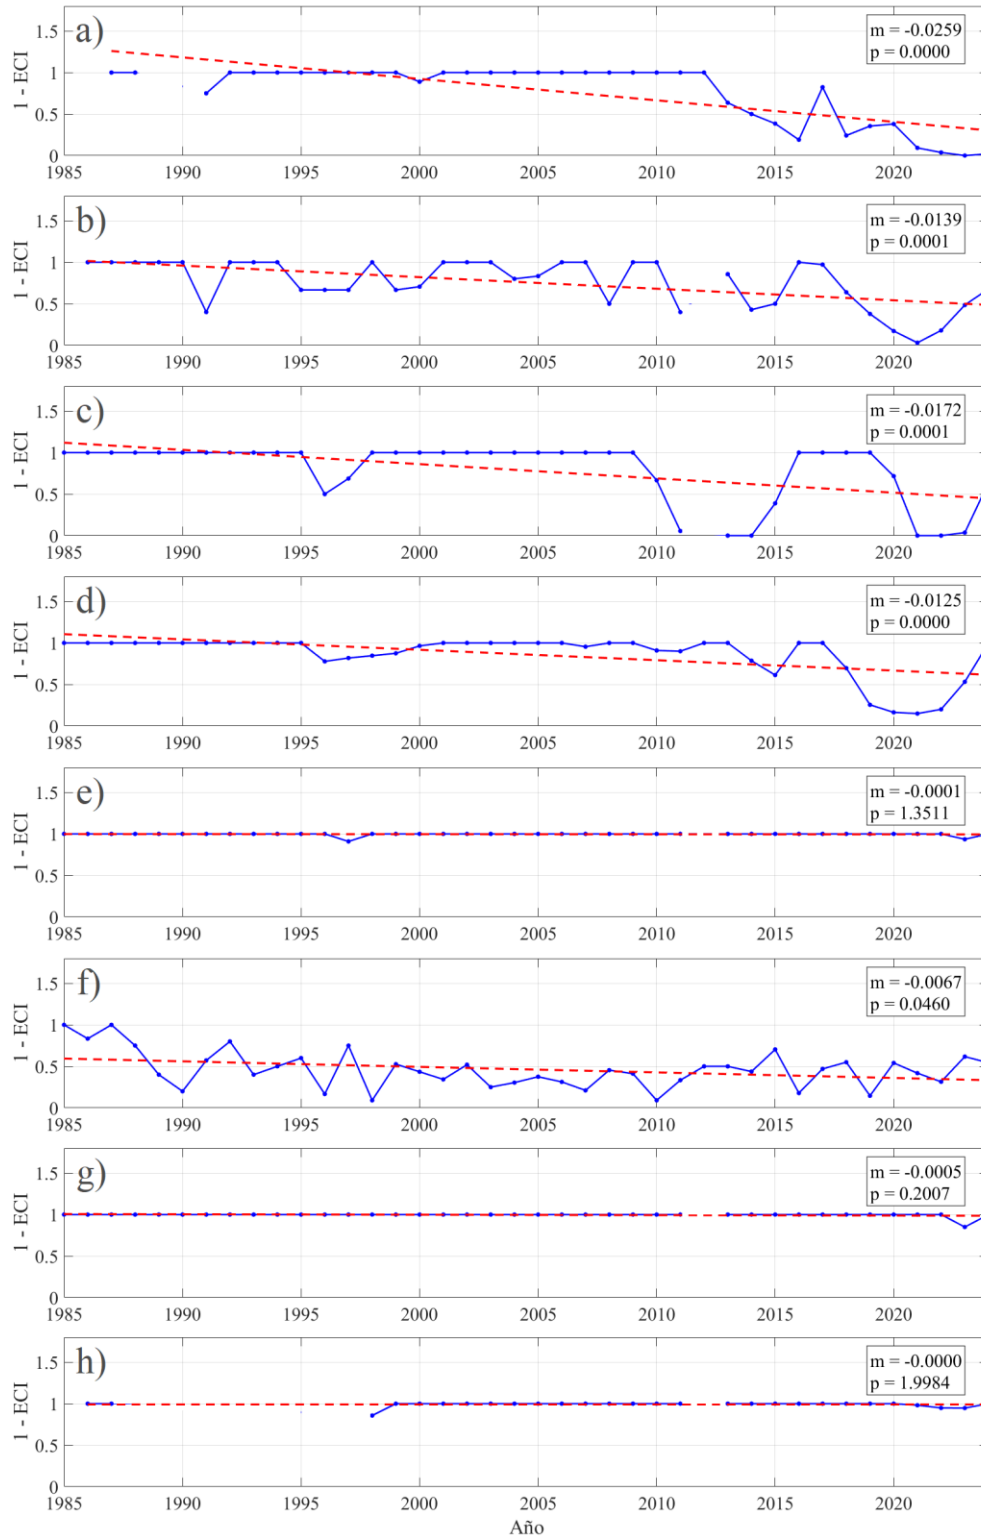 a)
m = -0.0259
p = 0.0000
1 - ECI
1.5
1
0.5
0
1985 1990 1995 2000 2005 2010 2015 2020
b)
m = -0.0139
p = 0.0001
1 - ECI
1.5
1
0.5
0
1985 1990 1995 2000 2005 2010 2015 2020
c)
m = -0.0172
p = 0.0001
1 - ECI
1.5
1
0.5
0
1985 1990 1995 2000 2005 2010 2015 2020
d)
m = -0.0125
p = 0.0000
1 - ECI
1.5
1
0.5
0
1985 1990 1995 2000 2005 2010 2015 2020
e)
m = -0.0001
p = 1.3511
1 - ECI
1.5
1
0.5
0
1985 1990 1995 2000 2005 2010 2015 2020
f)
m = -0.0067
p = 0.0460
1 - ECI
1.5
1
0.5
0
1985 1990 1995 2000 2005 2010 2015 2020
g)
m = -0.0005
p = 0.2007
1 - ECI
1.5
1
0.5
0
1985 1990 1995 2000 2005 2010 2015 2020
h)
m = -0.0000
p = 1.9984
1 - ECI
1.5
1
0.5
0
1985 1990 1995 2000 2005 2010 2015 2020
Año